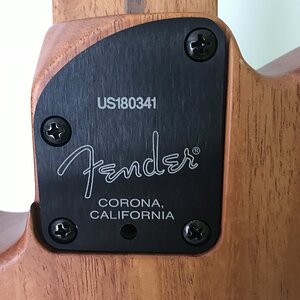 US180341
Fender®
CORONA,
CALIFORNIA